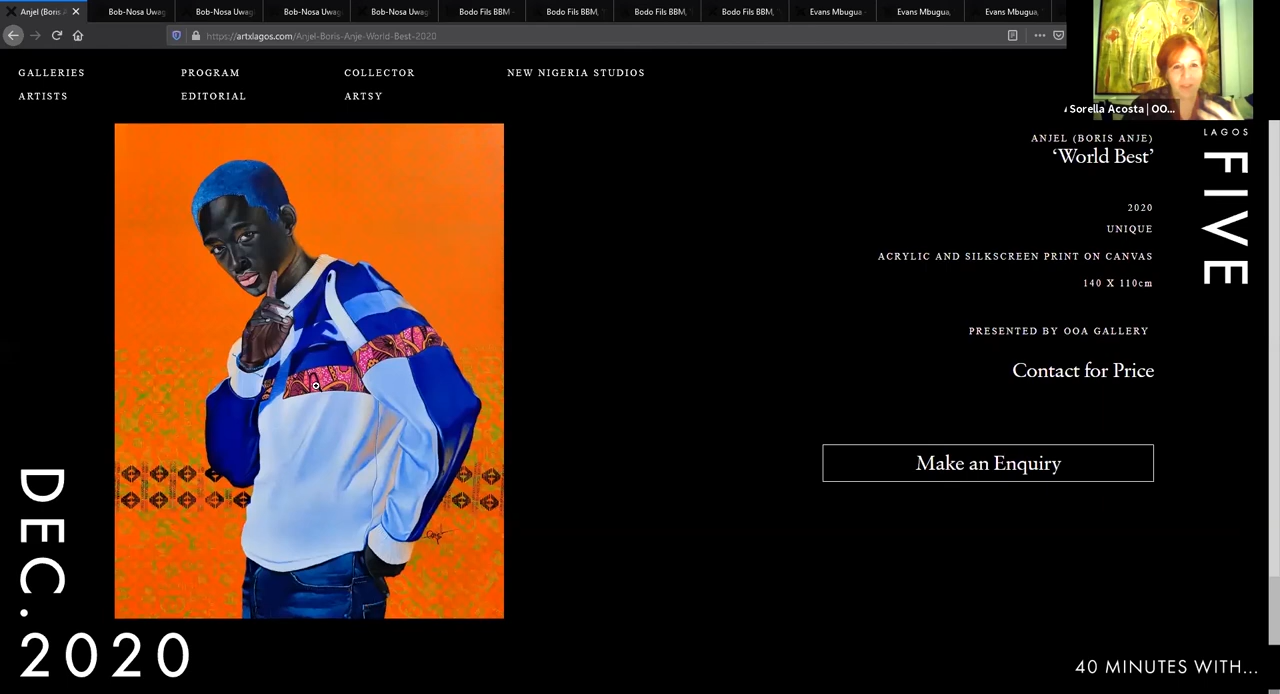 Anjel (Boris A
Bob-Nosa Uwag
Bob-Nosa Uwag
Bob-Nosa Uwag
Bob-Nosa Uwag
Bodo Fils BBM
Bodo Fils BBM,
Bodo Fils BBM,
Bodo Fils BBM,
Evans Mbugua
Evans Mbugua,
Evans Mbugua,
https://artxlagos.com/Anjel-Boris-Anje-World-Best-2020
GALLERIES PROGRAM COLLECTOR NEW NIGERIA STUDIOS
ARTISTS EDITORIAL ARTSY
Sorella Acosta | OO...
LAGOS
FIVE
ANJEL (BORIS ANJE)
‘World Best’
2020
UNIQUE
ACRYLIC AND SILKSCREEN PRINT ON CANVAS
140 X 110cm
PRESENTED BY OOA GALLERY
Contact for Price
Make an Enquiry
DEC.
2020
40 MINUTES WITH...